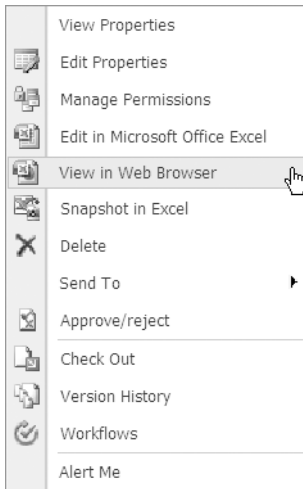 View Properties
Edit Properties
Manage Permissions
Edit in Microsoft Office Excel
View in Web Browser
Snapshot in Excel
Delete
Send To
Approve/reject
Check Out
Version History
Workflows
Alert Me